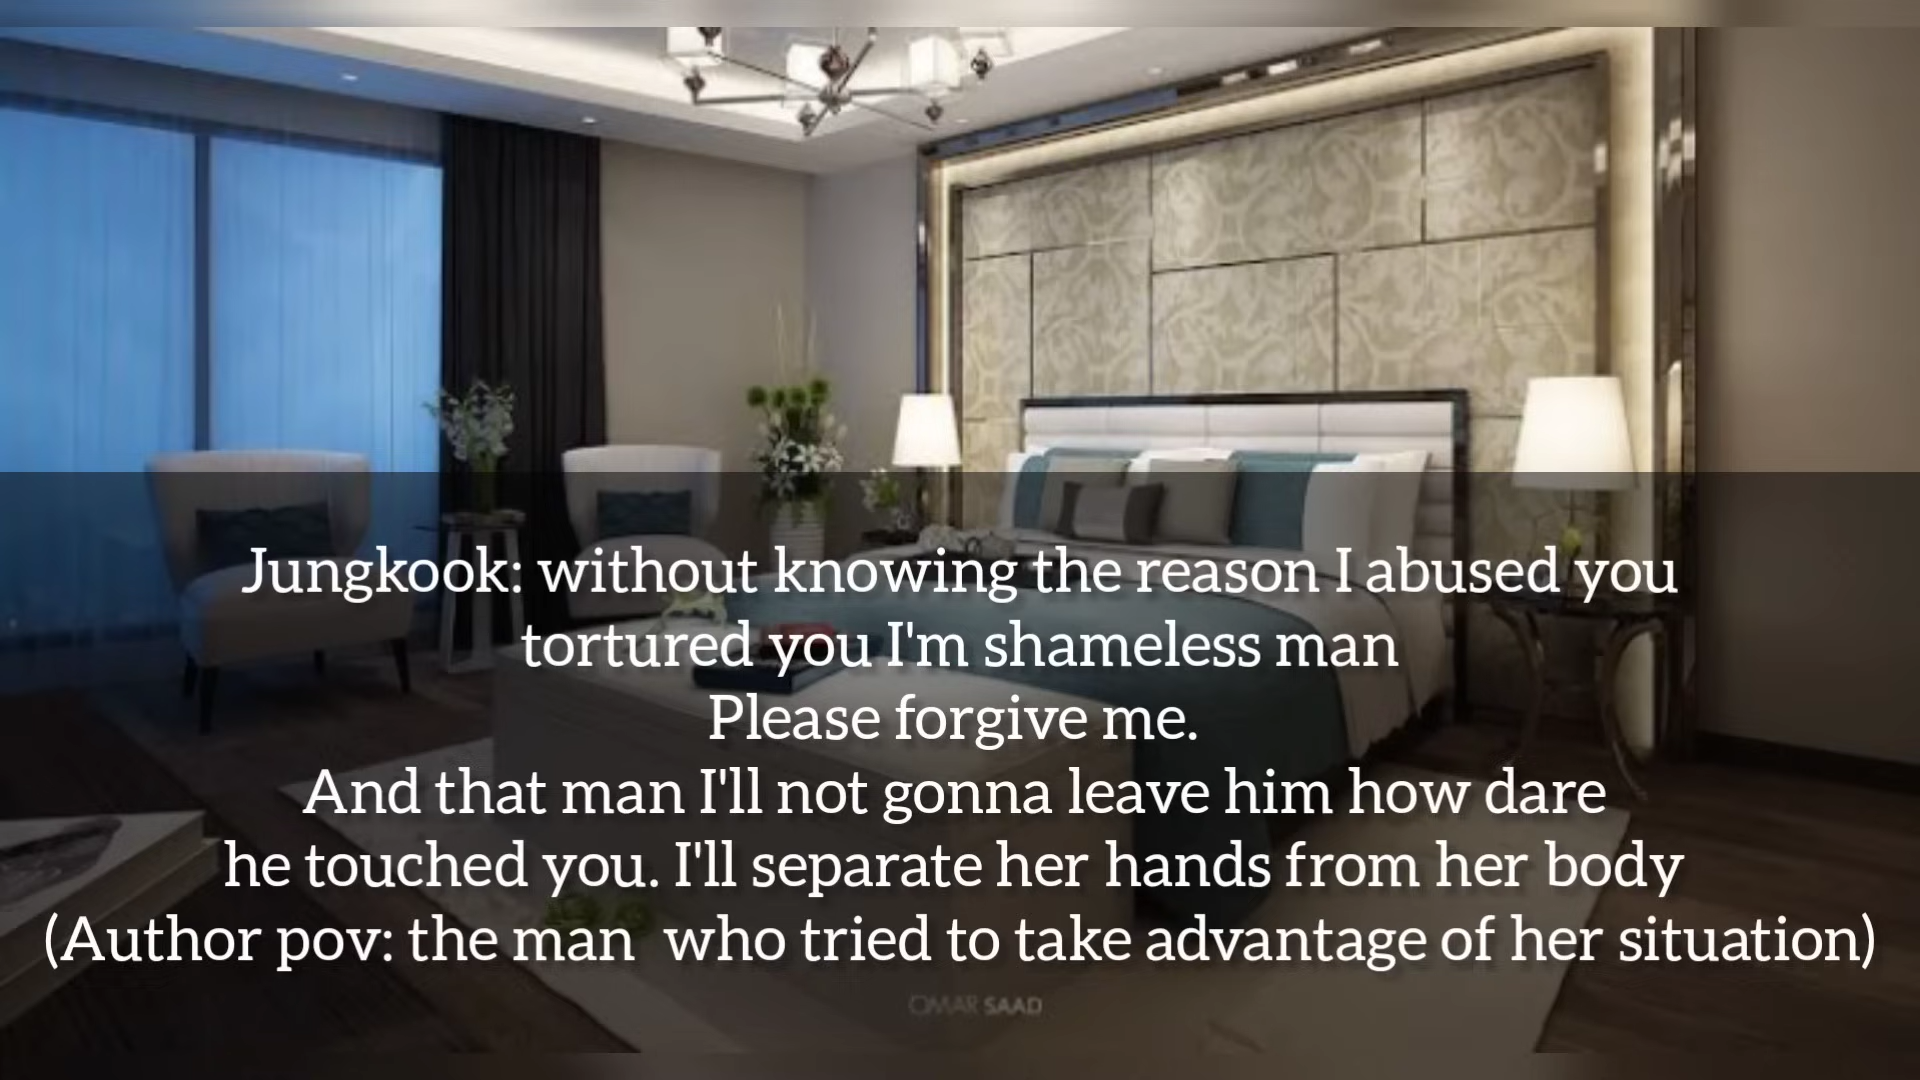 Jungkook: without knowing the reason I abused you
tortured you I'm shameless man
Please forgive me.
And that man I'll not gonna leave him how dare
he touched you. I'll separate her hands from her body
(Author pov: the man  who tried to take advantage of her situation)
OMAR SAAD